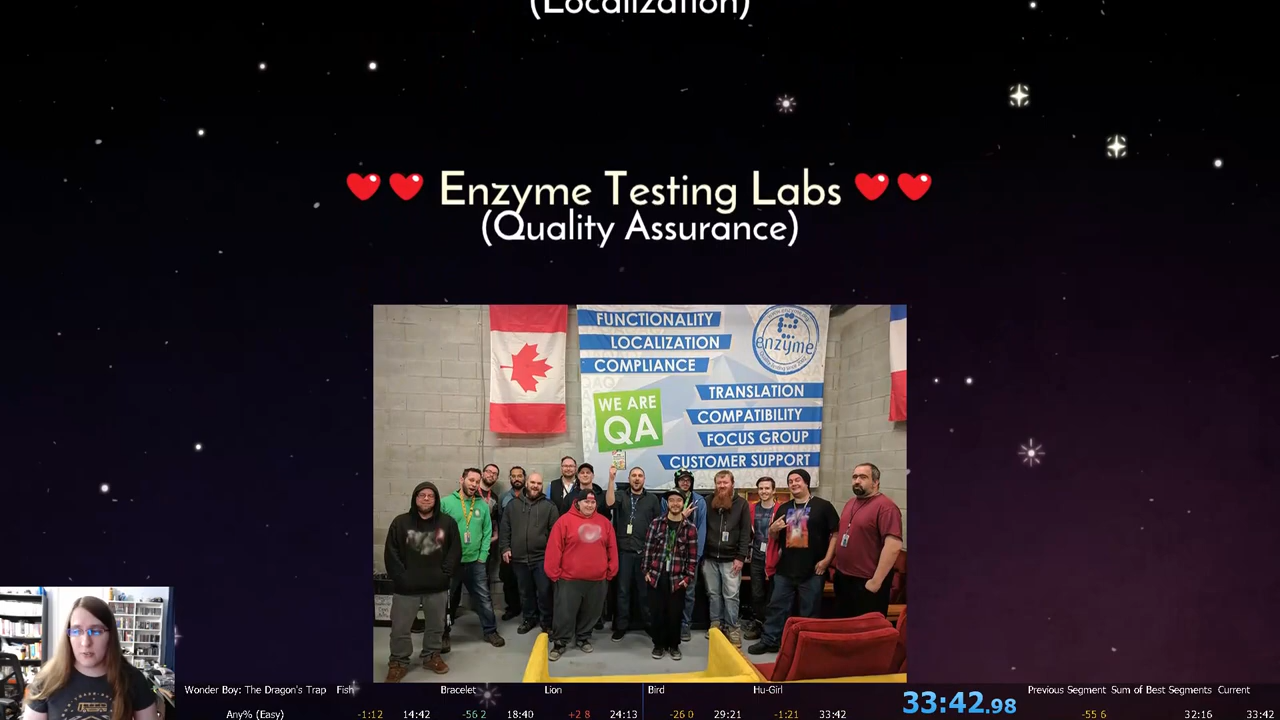 (Localization)
Enzyme Testing Labs
(Quality Assurance)
FUNCTIONALITY
LOCALIZATION
COMPLIANCE
enzyme
TRANSLATION
COMPATIBILITY
FOCUS GROUP
CUSTOMER SUPPORT
WE ARE
QA
Wonder Boy: The Dragon's Trap Fish Bracelet Lion Bird Hu-Girl 33:42.98 Previous Segment Sum of Best Segments Current
Any% (Easy) -1:12 14:42 -56 2 18:40 +2 8 24:13 -26 0 29:21 -1:21 33:42 -55 6 32:16 33:42